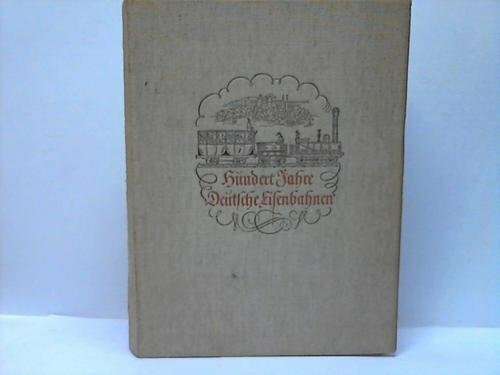 Hundert Jahre
Deutsche Eisenbahnen